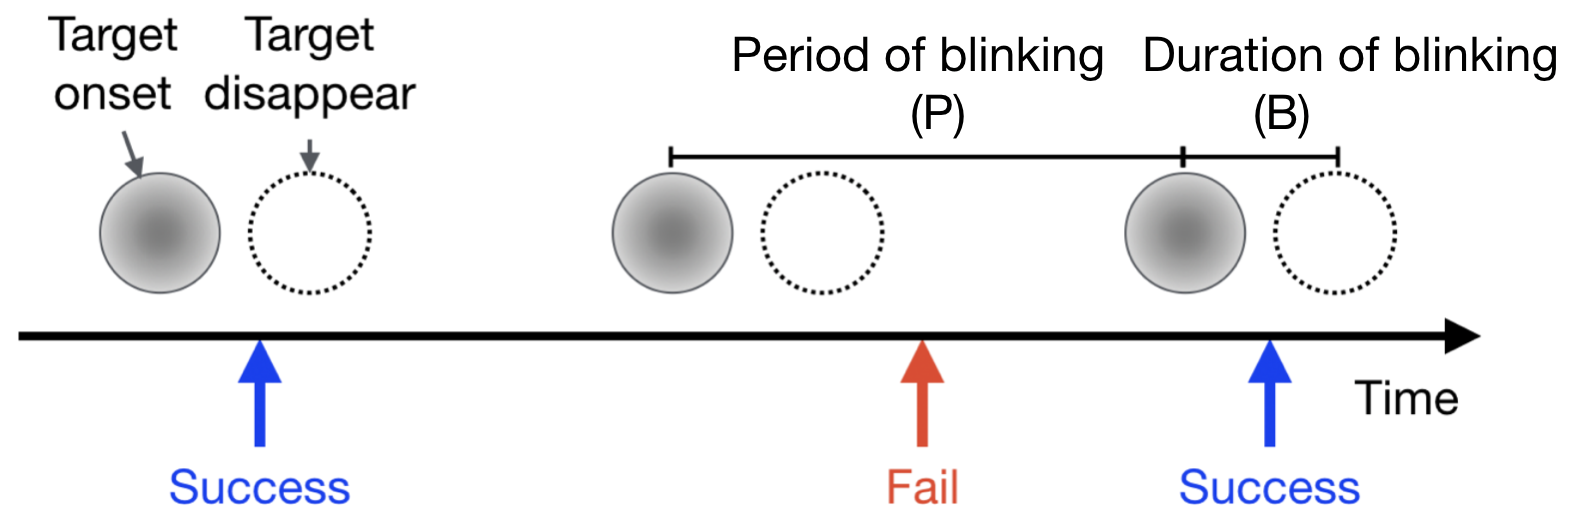 Target
onset
Target
disappear
Period of blinking
(P)
Duration of blinking
(B)
Time
Success
Fail
Success